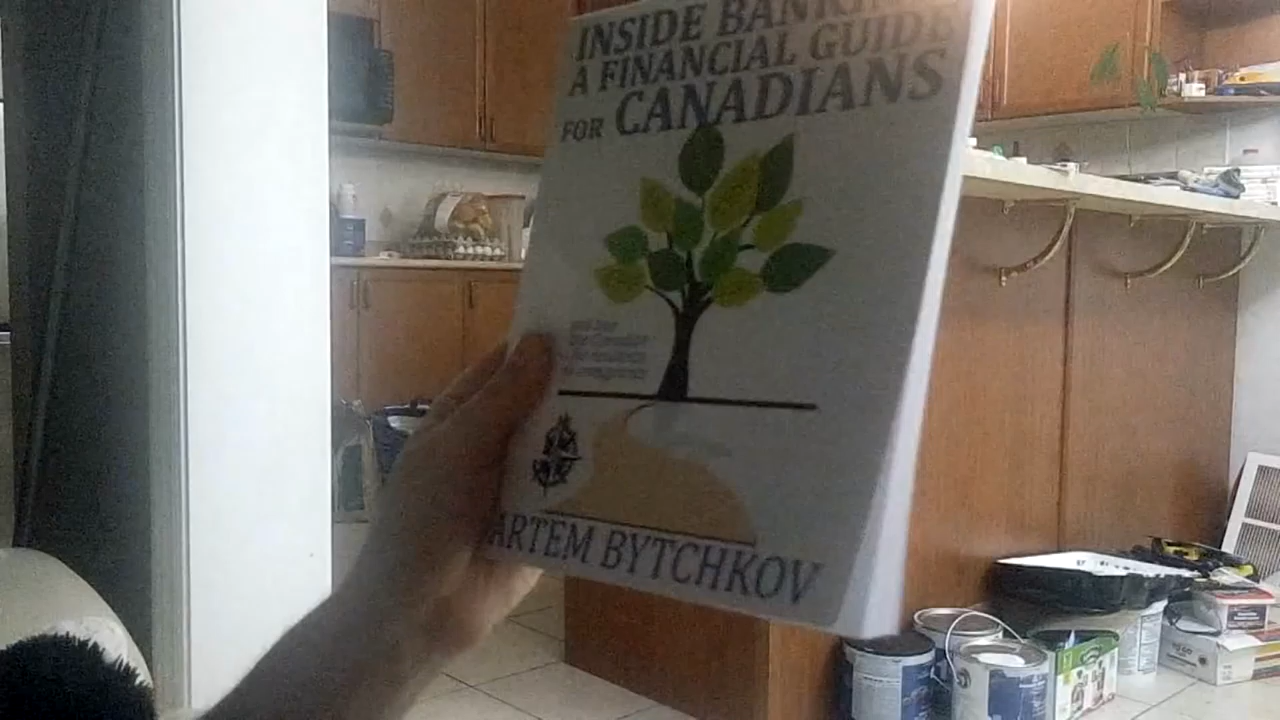 INSIDE BANKING
A FINANCIAL GUIDE
FOR CANADIANS
ARTEM BYTCHKOV